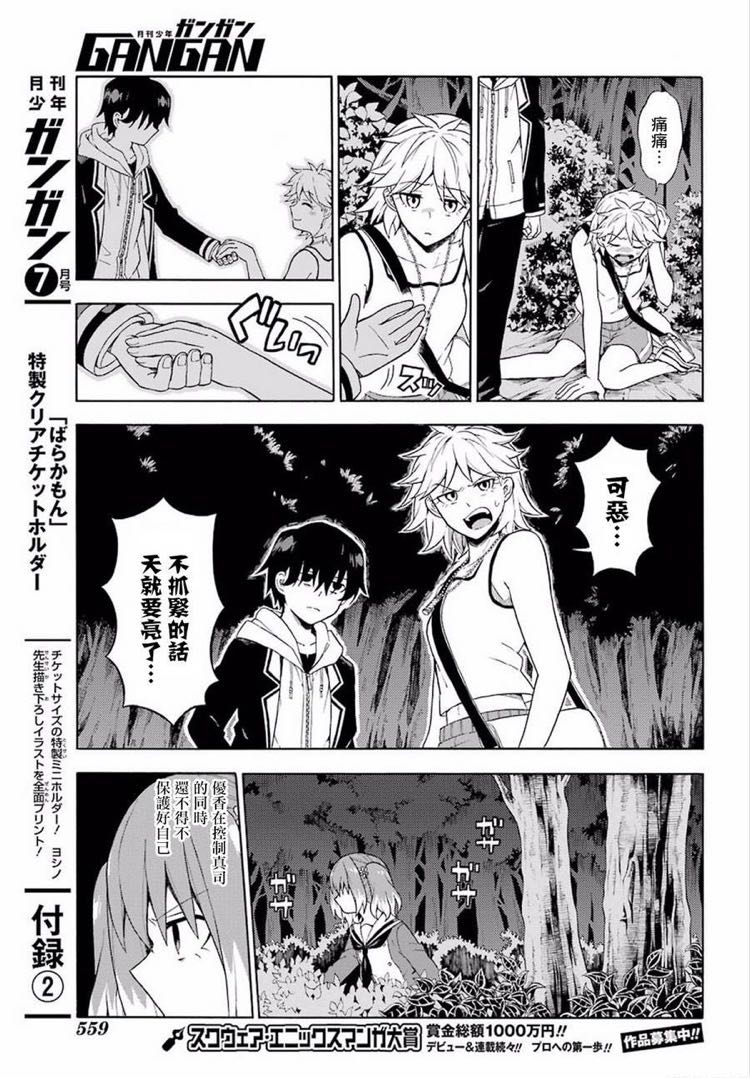 月刊少年
ガンガン
GANGAN
月刊少年
ガンガン
7
月号
「ばらかもん」
特製クリアチケットホルダー
チケットサイズの特製ミニホルダー! ヨシノ
先生描き下ろしイラストを全面プリント!
付録②
痛痛…
スッ
ぐいっ
可惡…
不抓緊的話
天就要亮了…
ガサ
ガサ
優香在控制真司
的同時
還不得不
保護好自己
559
スクウェア・エニックスマンガ大賞
賞金総額1000万円!!
デビュー&連載続々!! プロへの第一歩!!
作品募集中!!